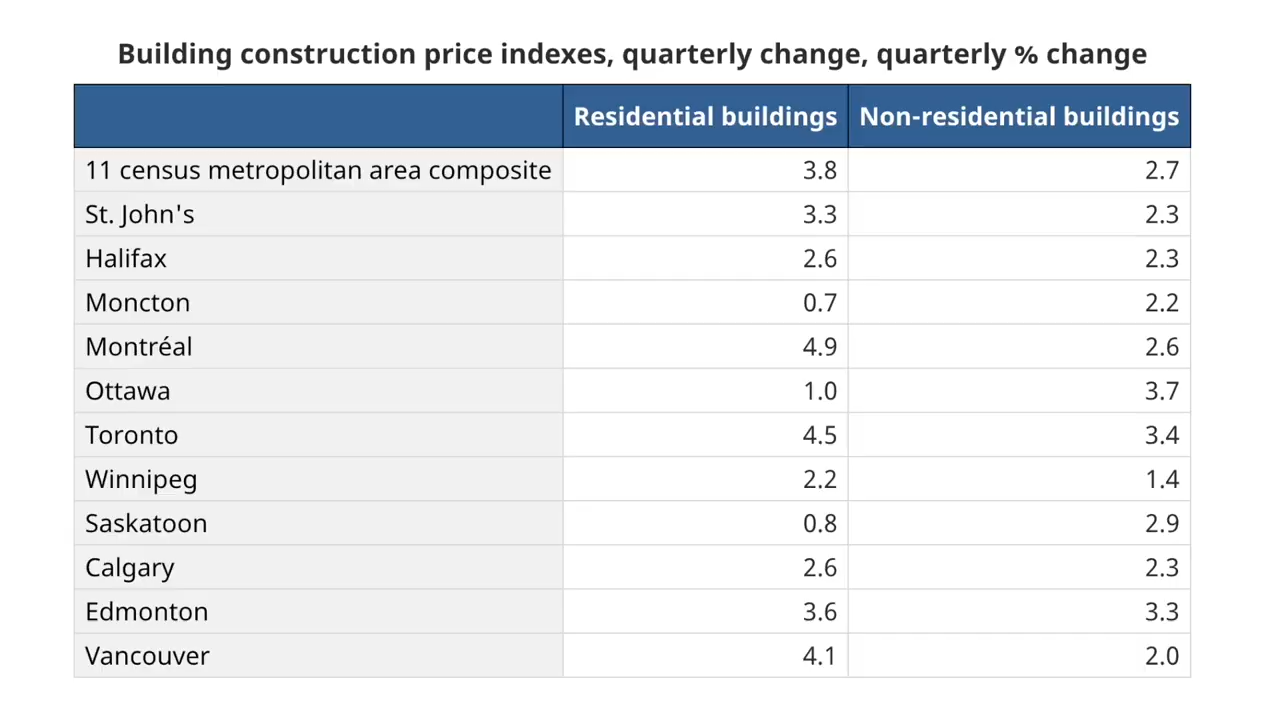 Building construction price indexes, quarterly change, quarterly % change
Residential buildings Non-residential buildings
11 census metropolitan area composite 3.8 2.7
St. John's 3.3 2.3
Halifax 2.6 2.3
Moncton 0.7 2.2
Montréal 4.9 2.6
Ottawa 1.0 3.7
Toronto 4.5 3.4
Winnipeg 2.2 1.4
Saskatoon 0.8 2.9
Calgary 2.6 2.3
Edmonton 3.6 3.3
Vancouver 4.1 2.0